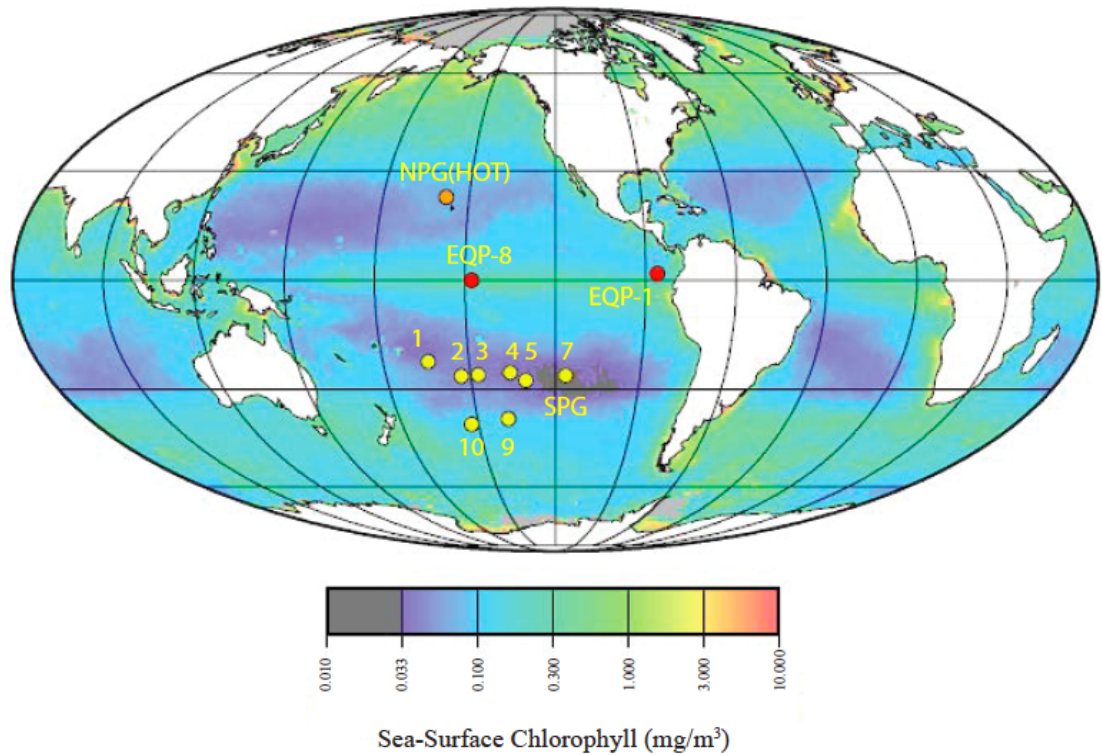 NPG(HOT)
EQP-8
EQP-1
1
2 3 4 5 7
SPG
10 9
0.010 0.033 0.100 0.300 1.000 3.000 10.000
Sea-Surface Chlorophyll (mg/m³)